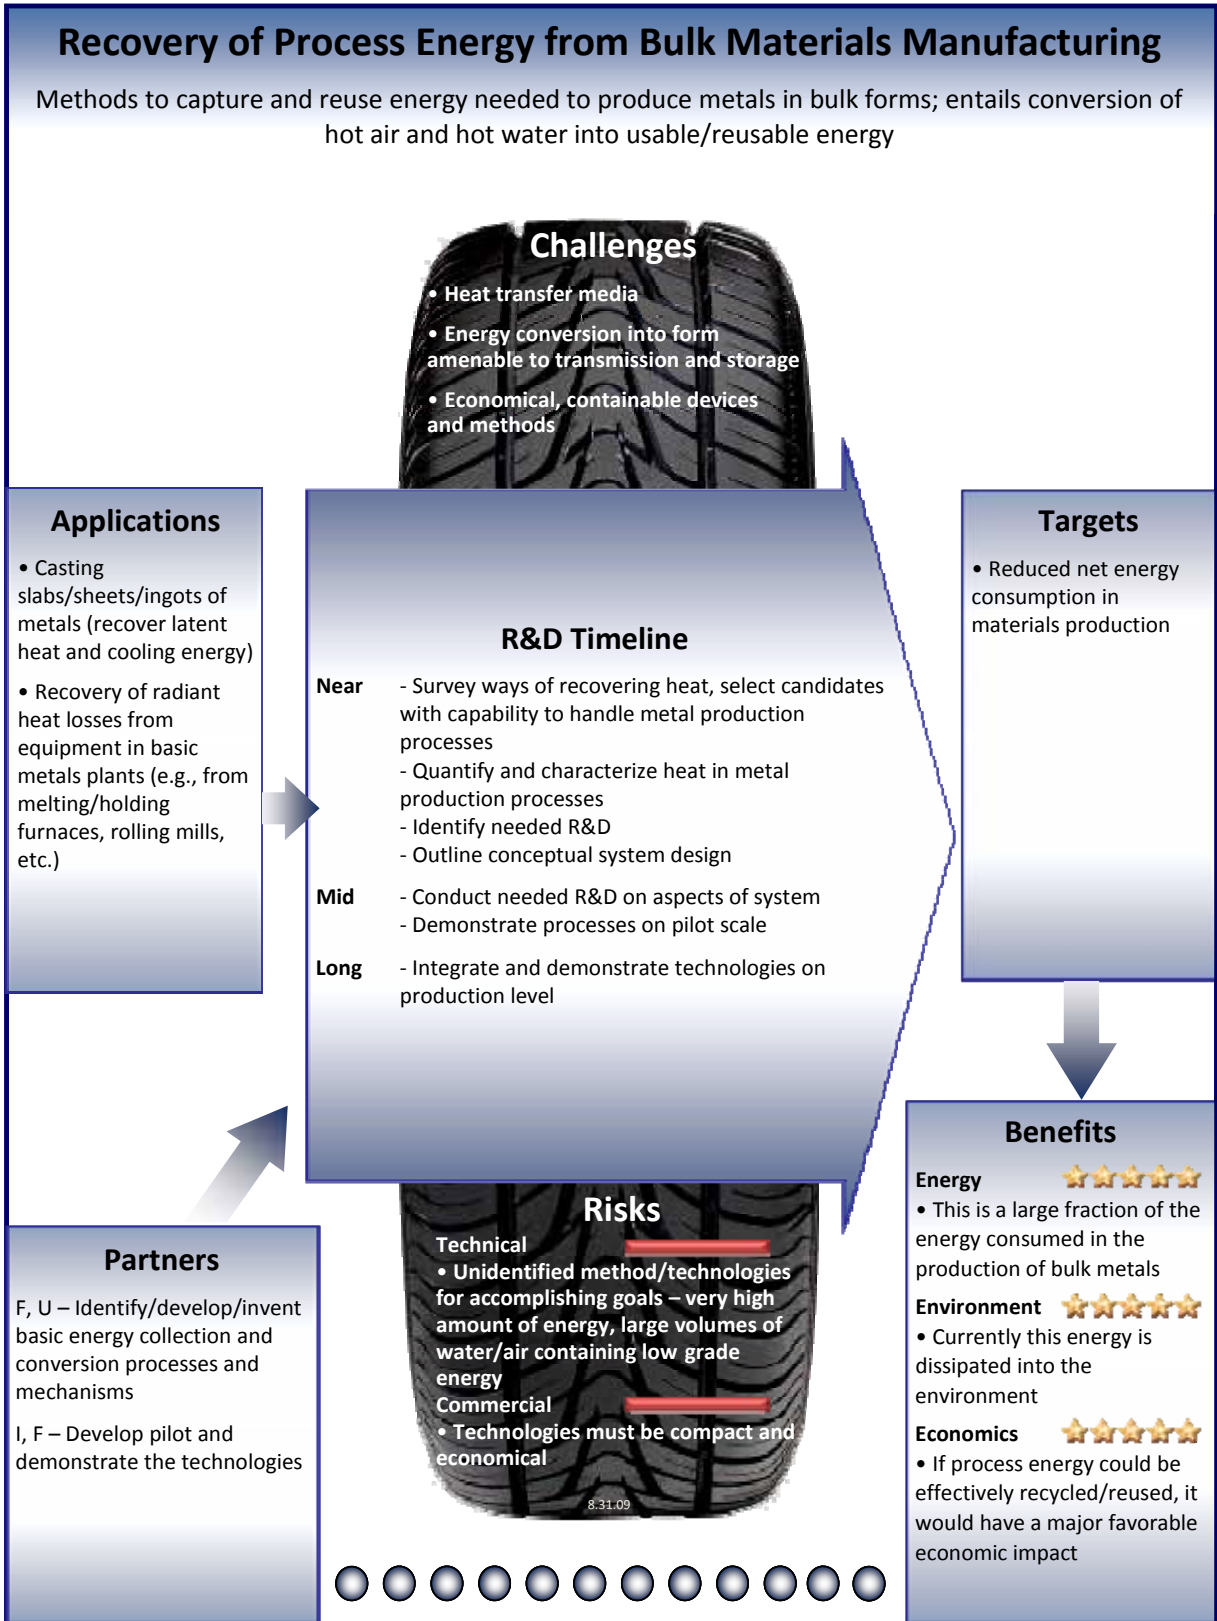 Recovery of Process Energy from Bulk Materials Manufacturing
Methods to capture and reuse energy needed to produce metals in bulk forms; entails conversion of
hot air and hot water into usable/reusable energy
Challenges
• Heat transfer media
• Energy conversion into form
amenable to transmission and storage
• Economical, containable devices
and methods
Applications
• Casting
slabs/sheets/ingots of
metals (recover latent
heat and cooling energy)
• Recovery of radiant
heat losses from
equipment in basic
metals plants (e.g., from
melting/holding
furnaces, rolling mills,
etc.)
R&D Timeline
Near - Survey ways of recovering heat, select candidates
with capability to handle metal production
processes
- Quantify and characterize heat in metal
production processes
- Identify needed R&D
- Outline conceptual system design
Mid - Conduct needed R&D on aspects of system
- Demonstrate processes on pilot scale
Long - Integrate and demonstrate technologies on
production level
Targets
• Reduced net energy
consumption in
materials production
Partners
F, U – Identify/develop/invent
basic energy collection and
conversion processes and
mechanisms
I, F – Develop pilot and
demonstrate the technologies
Risks
Technical
• Unidentified method/technologies
for accomplishing goals – very high
amount of energy, large volumes of
water/air containing low grade
energy
Commercial
• Technologies must be compact and
economical
8.31.09
Benefits
Energy
• This is a large fraction of the
energy consumed in the
production of bulk metals
Environment
• Currently this energy is
dissipated into the
environment
Economics
• If process energy could be
effectively recycled/reused, it
would have a major favorable
economic impact